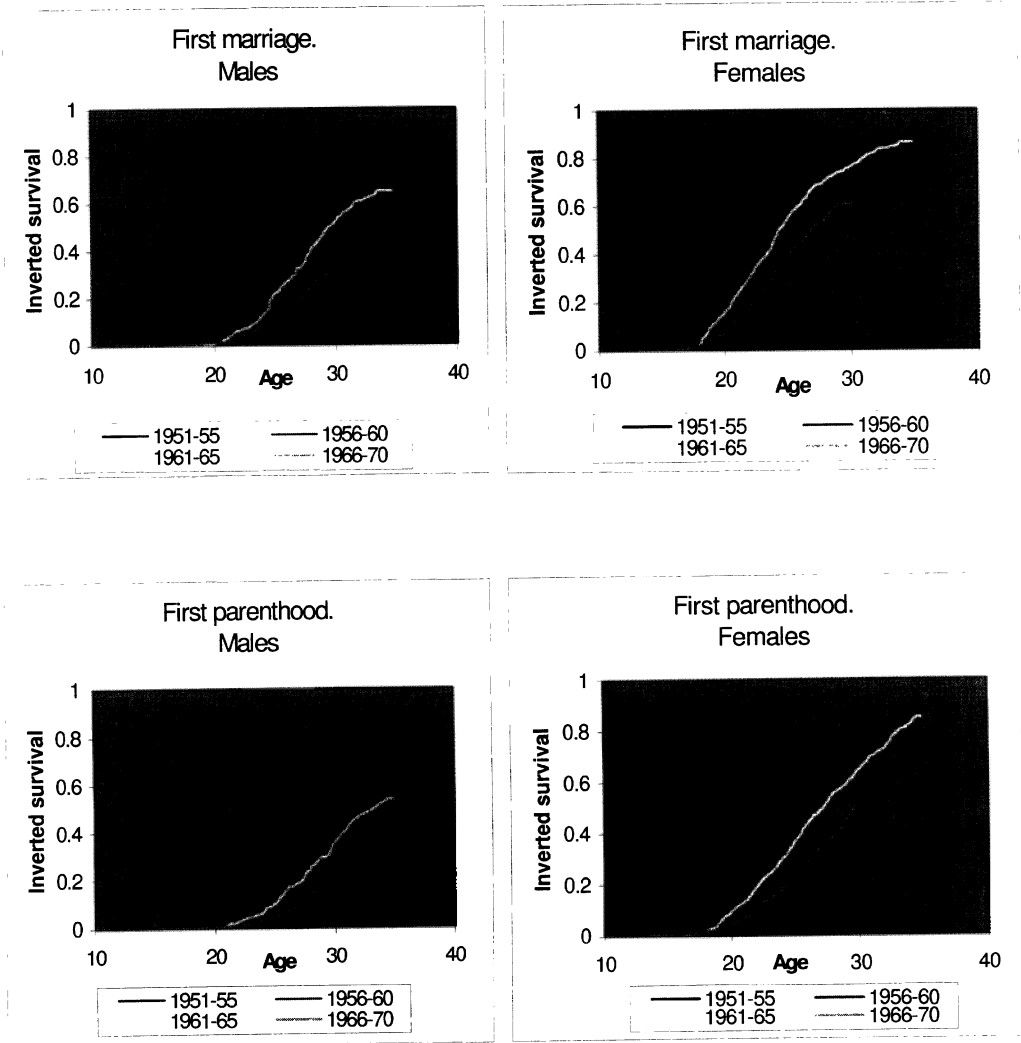 First marriage.
Males
Inverted survival
1
0.8
0.6
0.4
0.2
0
10 20 30 40
Age
1951-55 1956-60
1961-65 1966-70
First marriage.
Females
Inverted survival
1
0.8
0.6
0.4
0.2
0
10 20 30 40
Age
1951-55 1956-60
1961-65 1966-70
First parenthood.
Males
Inverted survival
1
0.8
0.6
0.4
0.2
0
10 20 30 40
Age
1951-55 1956-60
1961-65 1966-70
First parenthood.
Females
Inverted survival
1
0.8
0.6
0.4
0.2
0
10 20 30 40
Age
1951-55 1956-60
1961-65 1966-70